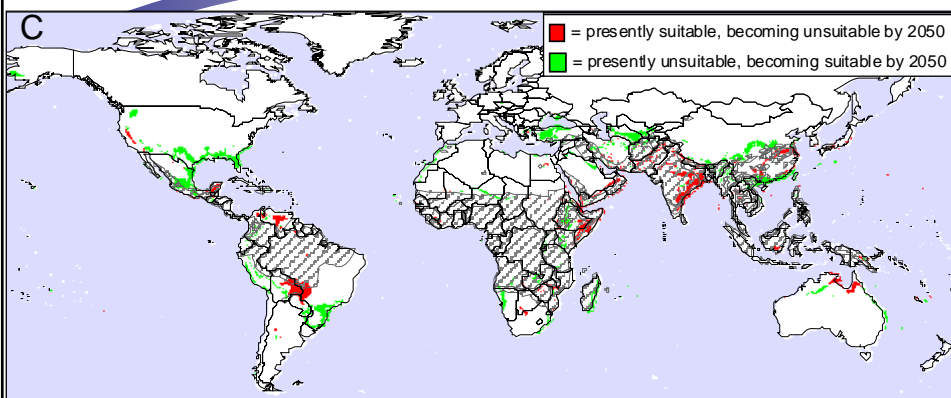 C
= presently suitable, becoming unsuitable by 2050
= presently unsuitable, becoming suitable by 2050